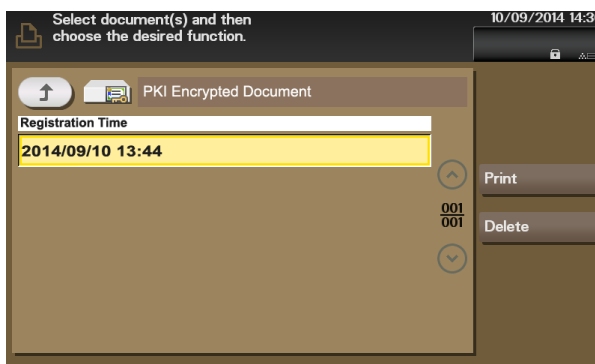 Select document(s) and then
choose the desired function.
10/09/2014 14:3
PKI Encrypted Document
Registration Time
2014/09/10 13:44
001
001
Print
Delete